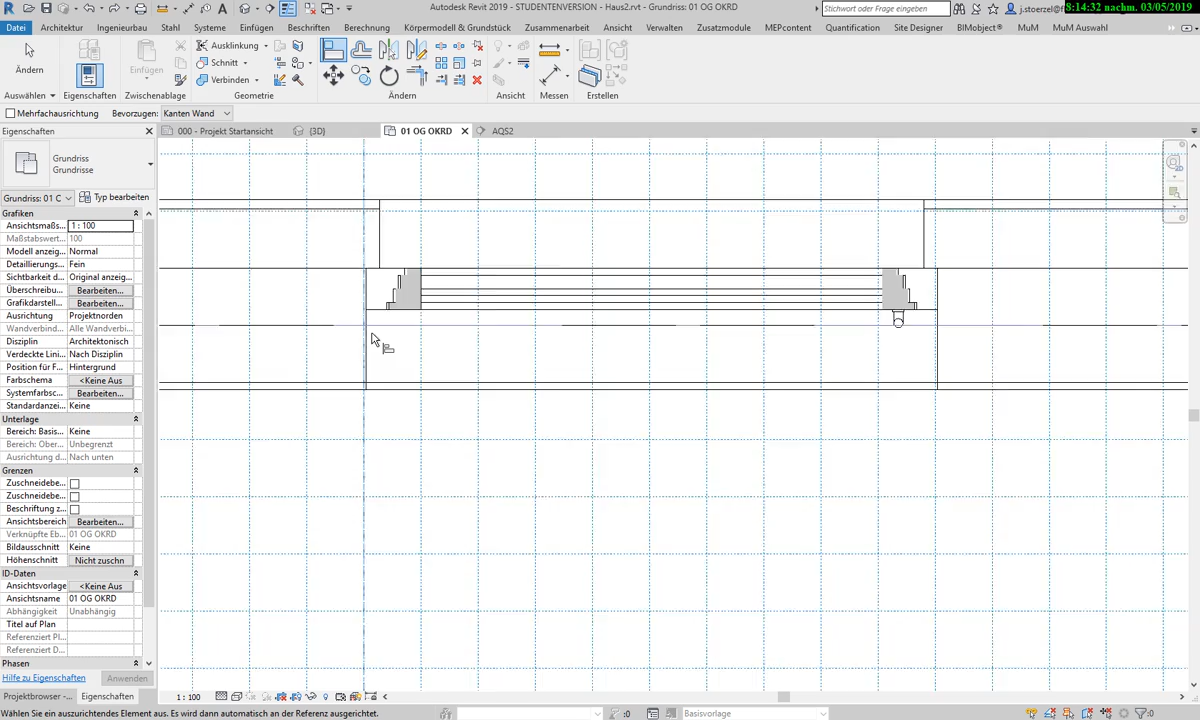 Autodesk Revit 2019 - STUDENTENVERSION - Haus2.rvt - Grundriss: 01 OG OKRD
Stichwort oder Frage eingeben
j.stoerzel@f
8:14:32 nachm. 03/05/2019
Datei Architektur Ingenieurbau Stahl Systeme Einfügen Beschriften Berechnung Körpermodell & Grundstück Zusammenarbeit Ansicht Verwalten Zusatzmodule MEPcontent Quantification Site Designer BIMobject® MuM MuM Auswahl
Ändern
Einfügen
Ausklinkung
Schnitt
Verbinden
Auswählen Eigenschaften Zwischenablage Geometrie Ändern Ansicht Messen Erstellen
Mehrfachausrichtung Bevorzugen: Kanten Wand
Eigenschaften
000 - Projekt Startansicht {3D} 01 OG OKRD AQS2
Grundriss
Grundrisse
Grundriss: 01 C Typ bearbeiten
Grafiken
Ansichtsmaß... 1 : 100
Maßstabswert... 100
Modell anzeig... Normal
Detaillierungs... Fein
Sichtbarkeit d... Original anzeig...
Überschreibu... Bearbeiten...
Grafikdarstell... Bearbeiten...
Ausrichtung Projektnorden
Wandverbind... Alle Wandverbi...
Disziplin Architektonisch
Verdeckte Lini... Nach Disziplin
Position für F... Hintergrund
Farbschema <Keine Aus
Systemfarbsc... Bearbeiten...
Standardanzei... Keine
Unterlage
Bereich: Basis... Keine
Bereich: Ober... Unbegrenzt
Ausrichtung d... Nach unten
Grenzen
Zuschneidebe...
Zuschneidebe...
Beschriftung z...
Ansichtsbereich Bearbeiten...
Verknüpfte Eb... 01 OG OKRD
Bildausschnitt Keine
Höhenschnitt Nicht zuschn
ID-Daten
Ansichtsvorlage <Keine Aus
Ansichtsname 01 OG OKRD
Abhängigkeit Unabhängig
Titel auf Plan
Referenziert Pl...
Referenziert D...
Phasen
Hilfe zu Eigenschaften Anwenden
Projektbrowser -... Eigenschaften
1 : 100
Wählen Sie ein auszurichtendes Element aus. Es wird dann automatisch an der Referenz ausgerichtet.
:0
Basisvorlage
:0